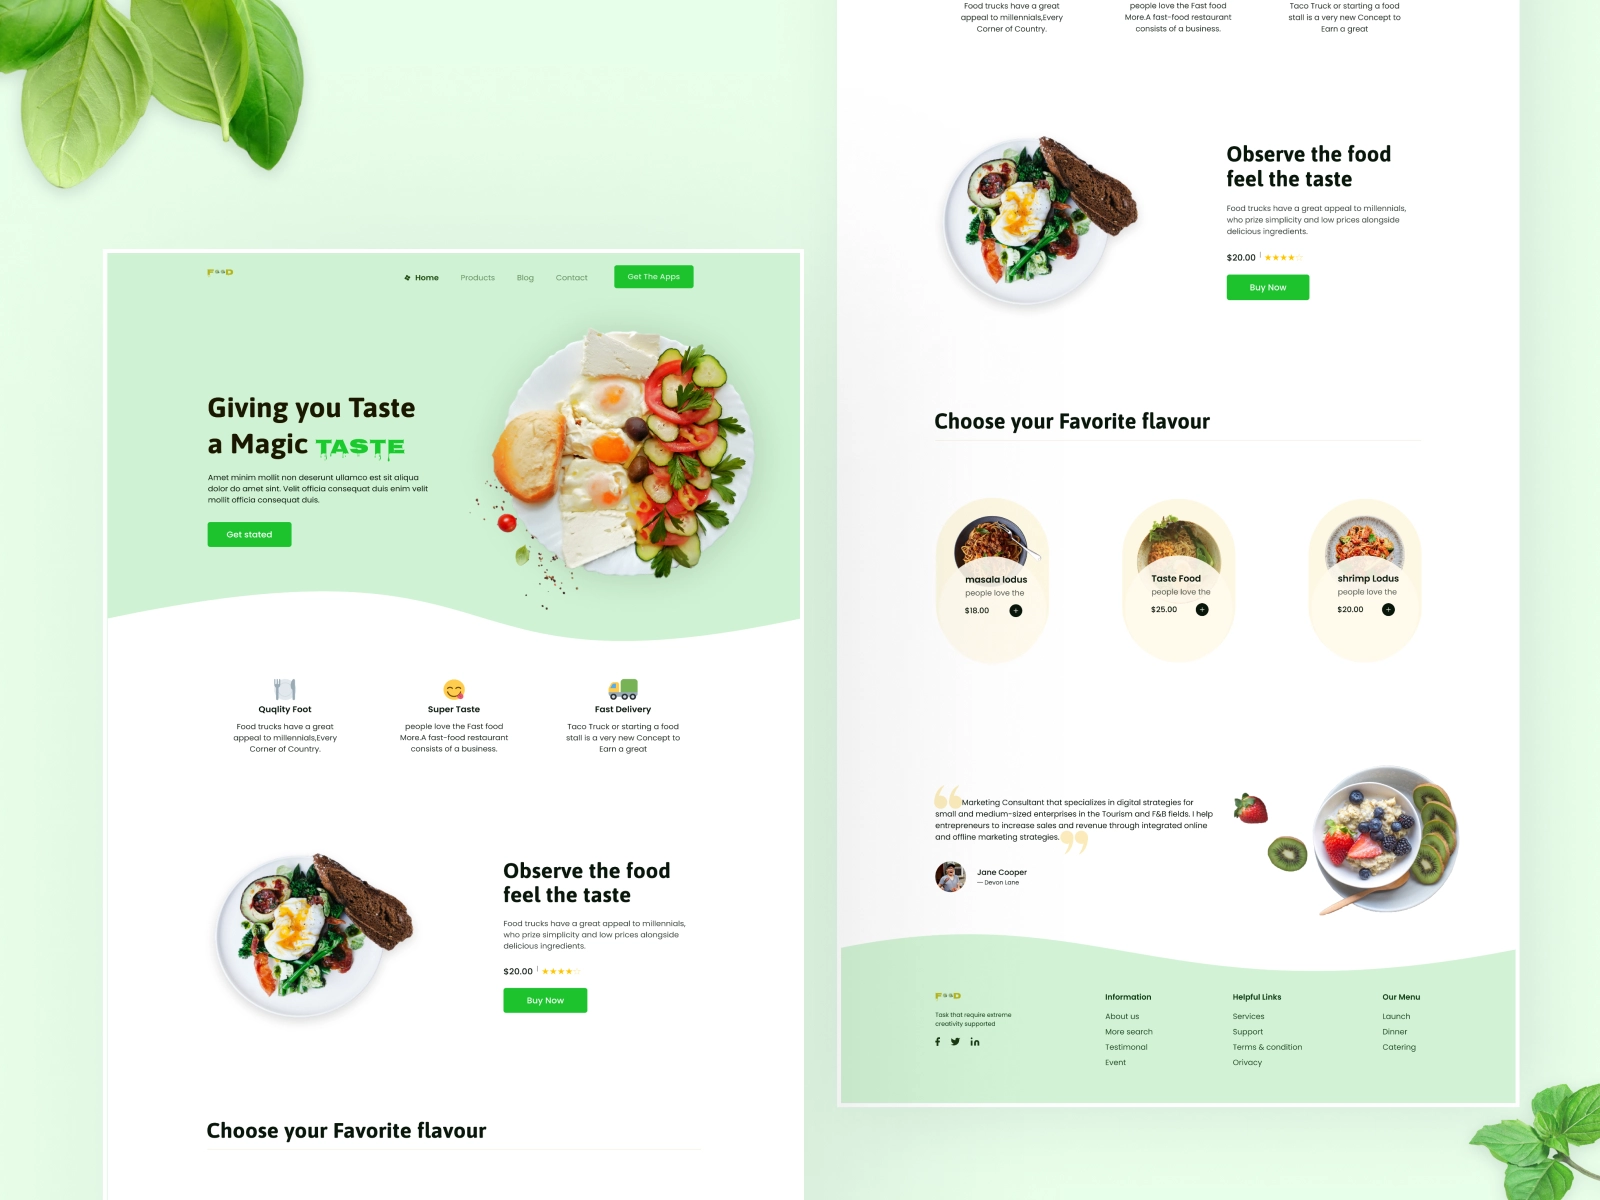 FOOD
Home
Products
Blog
Contact
Get The Apps
Giving you Taste
a Magic TASTE
Amet minim mollit non deserunt ullamco est sit aliqua
dolor do amet sint. Velit officia consequat duis enim velit
mollit officia consequat duis.
Get stated
Quqlity Foot
Food trucks have a great
appeal to millennials,Every
Corner of Country.
Super Taste
people love the Fast food
More.A fast-food restaurant
consists of a business.
Fast Delivery
Taco Truck or starting a food
stall is a very new Concept to
Earn a great
Observe the food
feel the taste
Food trucks have a great appeal to millennials,
who prize simplicity and low prices alongside
delicious ingredients.
$20.00 | ★★★★☆
Buy Now
Choose your Favorite flavour
Food trucks have a great
appeal to millennials,Every
Corner of Country.
people love the Fast food
More.A fast-food restaurant
consists of a business.
Taco Truck or starting a food
stall is a very new Concept to
Earn a great
Observe the food
feel the taste
Food trucks have a great appeal to millennials,
who prize simplicity and low prices alongside
delicious ingredients.
$20.00 | ★★★★☆
Buy Now
Choose your Favorite flavour
masala lodus
people love the
$18.00 +
Taste Food
people love the
$25.00 +
shrimp Lodus
people love the
$20.00 +
“Marketing Consultant that specializes in digital strategies for
small and medium-sized enterprises in the Tourism and F&B fields. I help
entrepreneurs to increase sales and revenue through integrated online
and offline marketing strategies.”
Jane Cooper
— Devon Lane
FOOD
Task that require extreme
creativity supported
Information
About us
More search
Testimonal
Event
Helpful Links
Services
Support
Terms & condition
Orivacy
Our Menu
Launch
Dinner
Catering